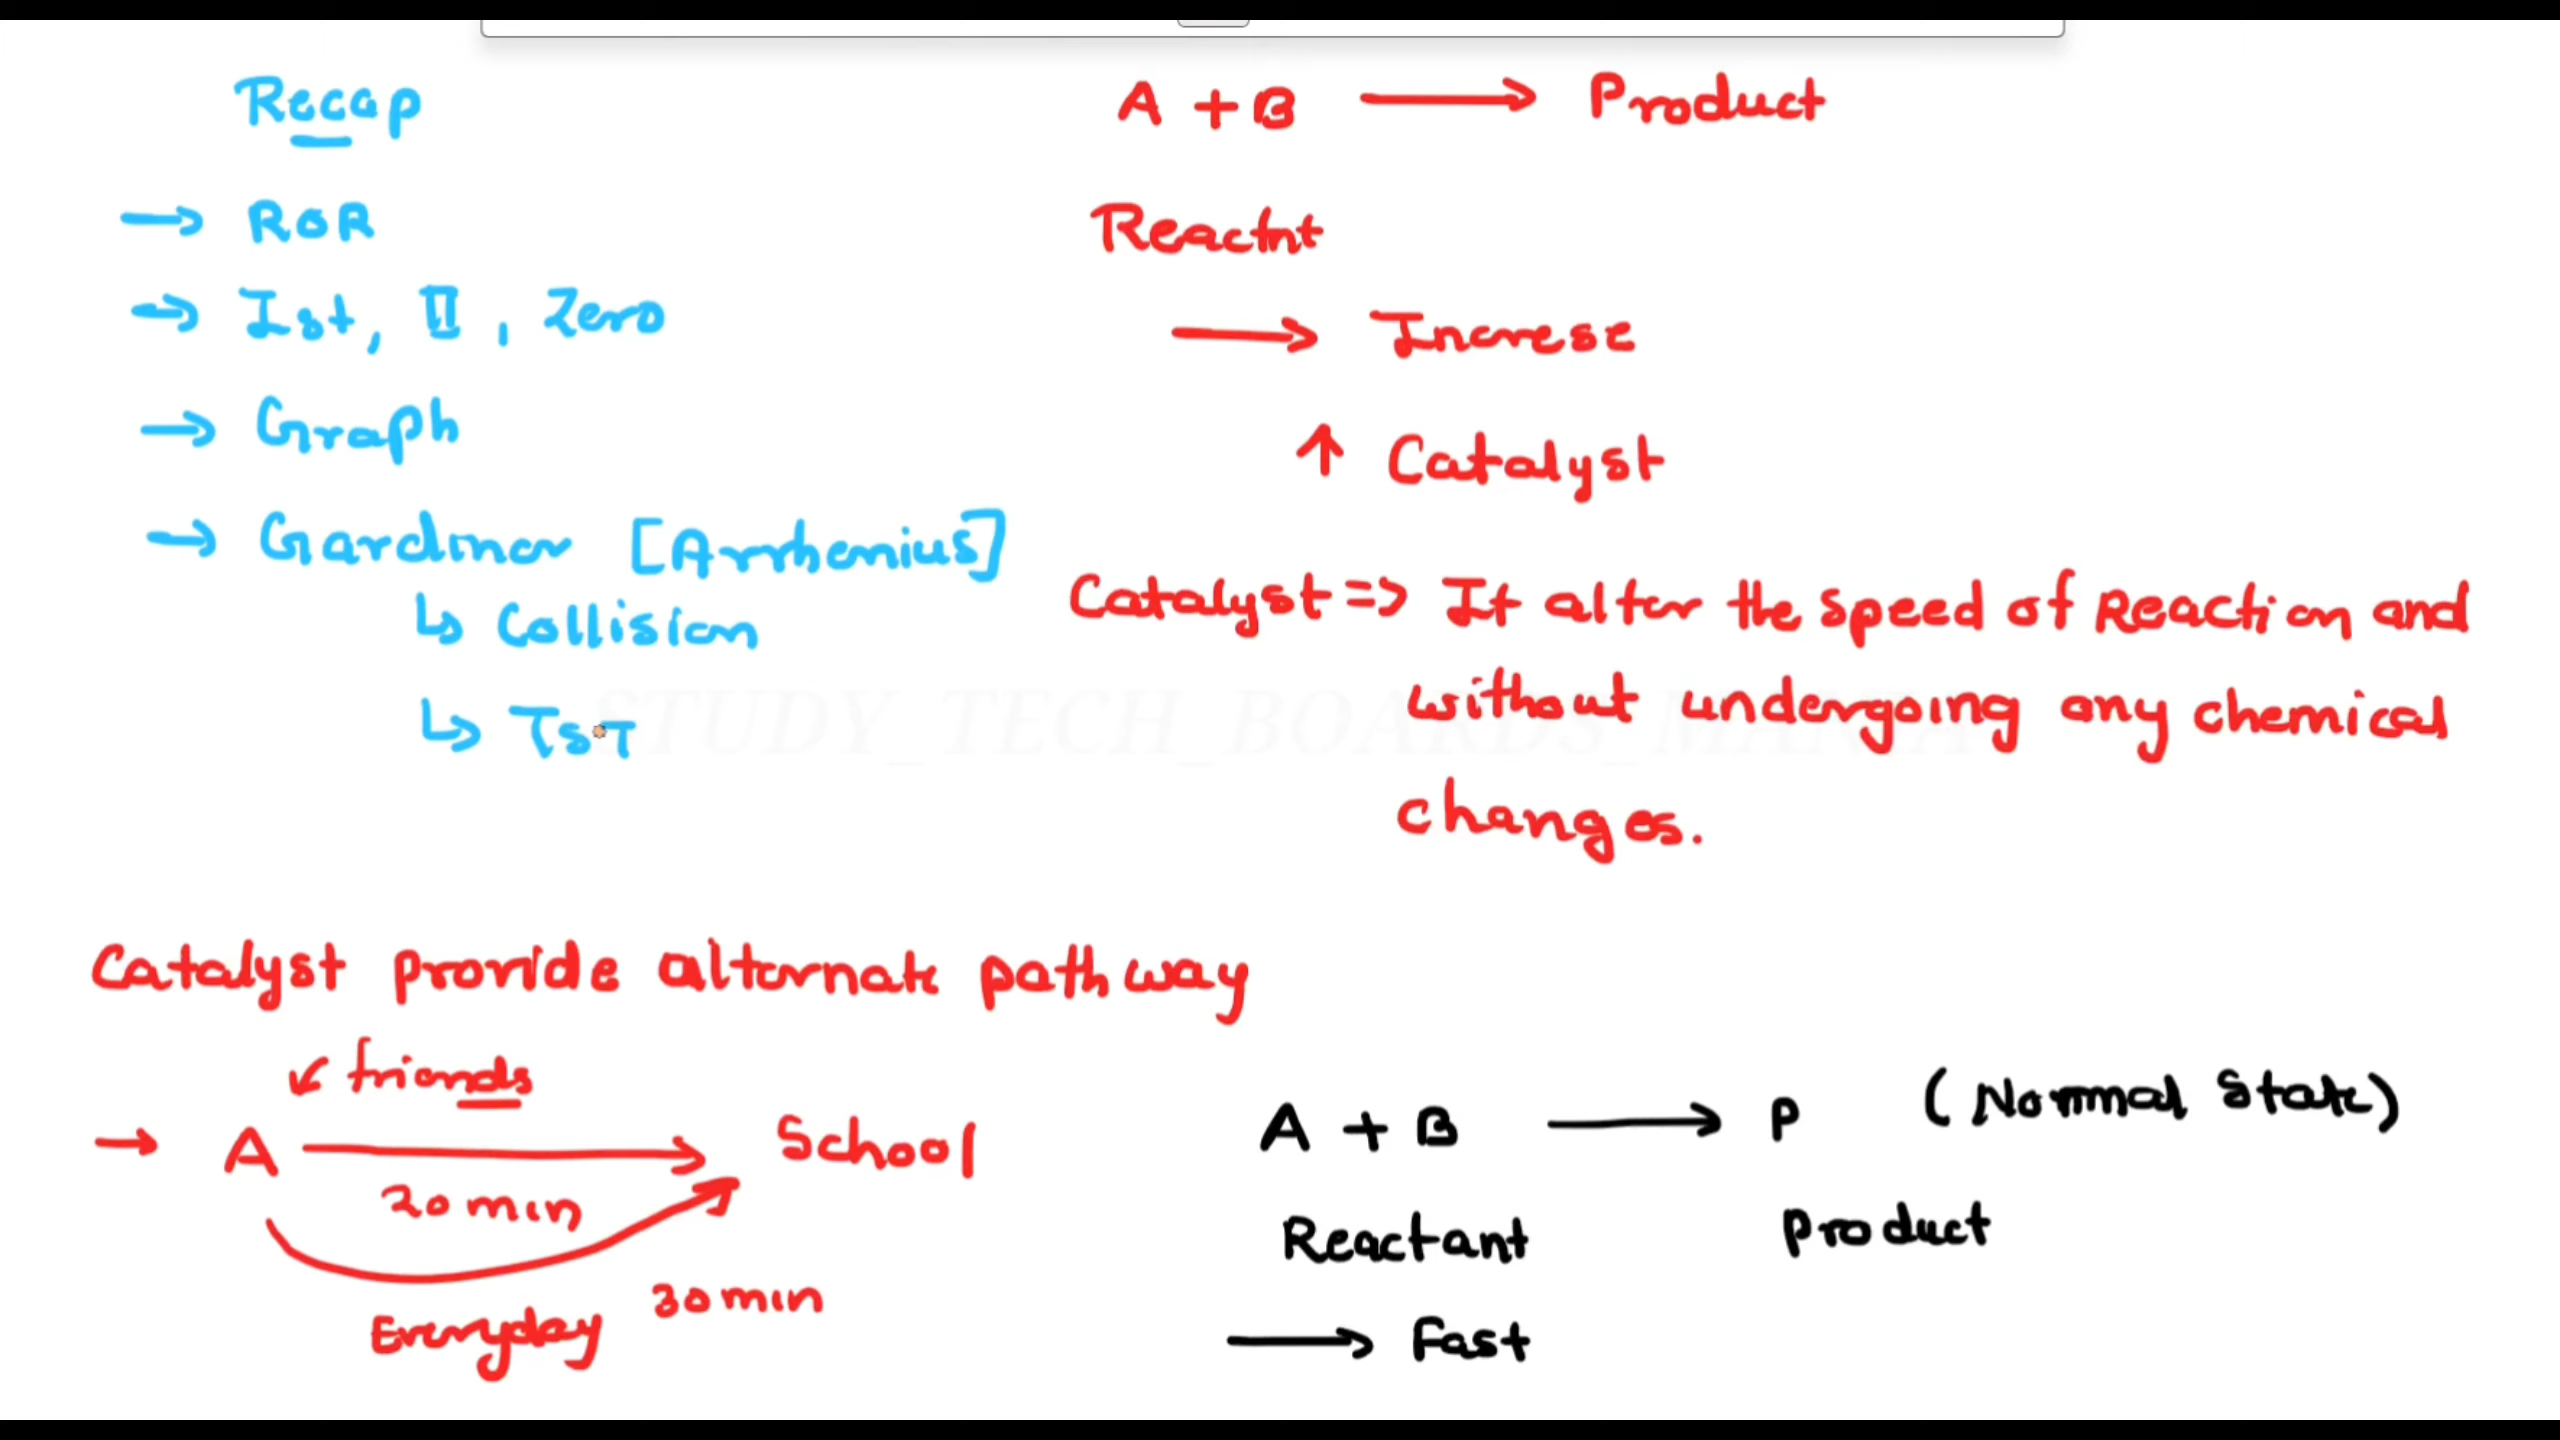 Recap
→ ROR
→ Ist, II, Zero
→ Graph
→ Gardiner [Arrhenius]
↳ Collision
↳ TST
A + B ⟶ Product
Reactnt
⟶ Increse
↑ Catalyst
Catalyst => It alter the speed of Reaction and
without undergoing any chemical
changes.
STUDY_TECH_BOARDS_MANIA
Catalyst provide alternate pathway
↙ friends
→ A ⟶ School
20 min
30 min
Everyday
A + B ⟶ P (Normal State)
Reactant product
⟶ Fast